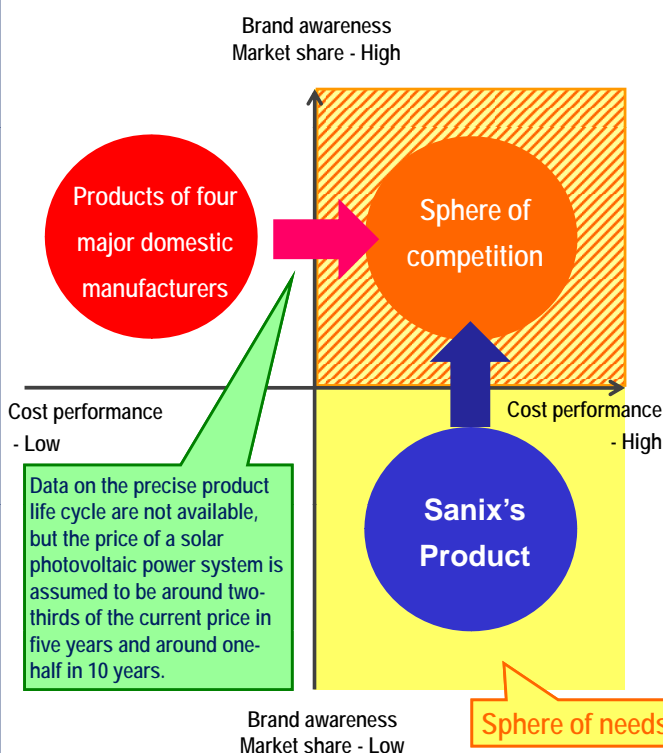 Brand awareness
Market share - High
Products of four
major domestic
manufacturers
Sphere of
competition
Cost performance
- Low
Cost performance
- High
Data on the precise product
life cycle are not available,
but the price of a solar
photovoltaic power system is
assumed to be around two-
thirds of the current price in
five years and around one-
half in 10 years.
Sanix's
Product
Sphere of needs
Brand awareness
Market share - Low